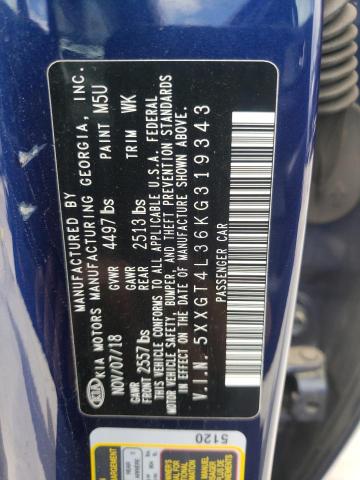 MANUFACTURED BY
KIA KIA MOTORS MANUFACTURING GEORGIA, INC.
NOV/07/18 GVWR 4497 lbs PAINT M5U
GAWR FRONT 2557 lbs GAWR REAR 2513 lbs TRIM WK
THIS VEHICLE CONFORMS TO ALL APPLICABLE U.S.A. FEDERAL
MOTOR VEHICLE SAFETY, BUMPER, AND THEFT PREVENTION STANDARDS
IN EFFECT ON THE DATE OF MANUFACTURE SHOWN ABOVE.
V.I.N. 5XXGT4L36KG319343
PASSENGER CAR
5120